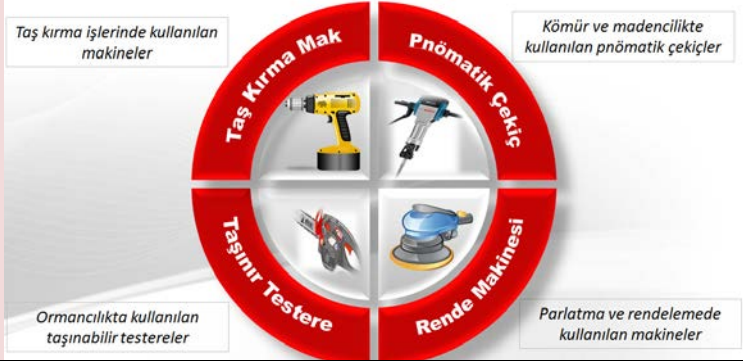 Taş kırma işlerinde kullanılan
makineler
Taş Kırma Mak
Pnömatik Çekiç
Kömür ve madencilikte
kullanılan pnömatik çekiçler
Ormancılıkta kullanılan
taşınabilir testereler
Taşınır Testere
Rende Makinesi
Parlatma ve rendelemede
kullanılan makineler